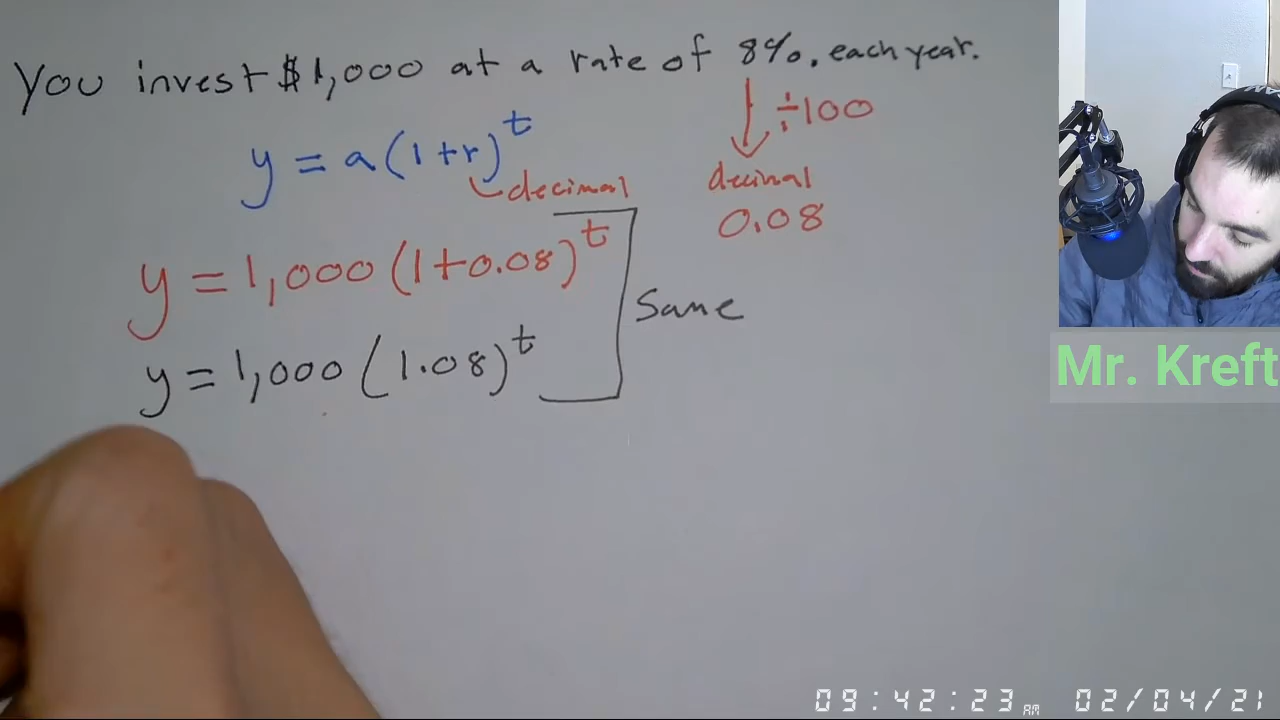 You invest $1,000 at a rate of 8%. each year.
÷100
y = a(1+r)^t
decimal
decimal
0.08
y = 1,000(1+0.08)^t
Same
y = 1,000(1.08)^t
Mr. Kreft
09:42:23 AM 02/04/21